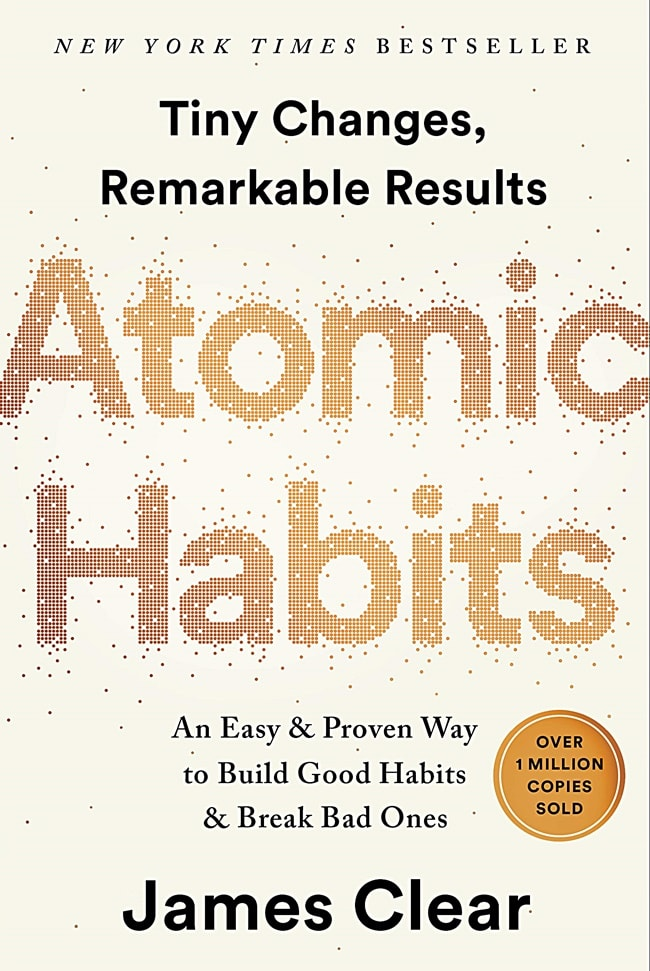 NEW YORK TIMES BESTSELLER
Tiny Changes,
Remarkable Results
Atomic
Habits
An Easy & Proven Way
to Build Good Habits
& Break Bad Ones
OVER
1 MILLION
COPIES
SOLD
James Clear